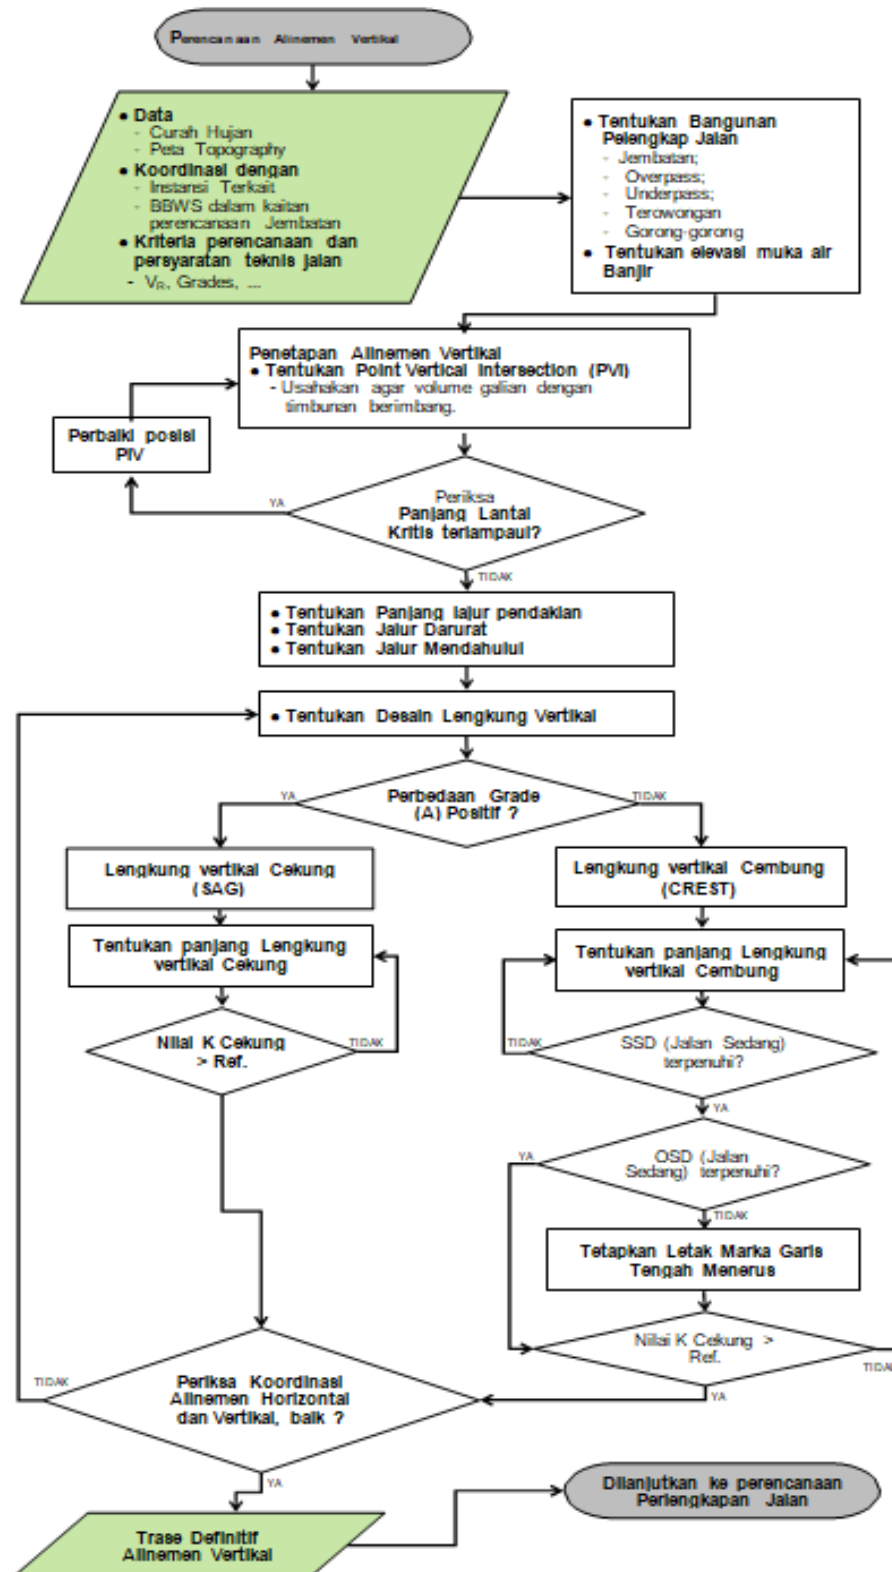 Perencanaan Alinemen Vertikal
● Data
- Curah Hujan
- Peta Topography
● Koordinasi dengan
- Instansi Terkait
- BBWS dalam kaitan
perencanaan Jembatan
● Kriteria perencanaan dan
persyaratan teknis jalan
- VR, Grades, ...
● Tentukan Bangunan
Pelengkap Jalan
- Jembatan;
- Overpass;
- Underpass;
- Terowongan
- Gorong-gorong
● Tentukan elevasi muka air
Banjir
Penetapan Alinemen Vertikal
● Tentukan Point Vertical Intersection (PVI)
- Usahakan agar volume galian dengan
timbunan berimbang.
Perbaiki posisi
PIV
YA
Periksa
Panjang Lantai
Kritis terlampaui?
TIDAK
● Tentukan Panjang lajur pendakian
● Tentukan Jalur Darurat
● Tentukan Jalur Mendahului
● Tentukan Desain Lengkung Vertikal
YA
Perbedaan Grade
(A) Positif ?
TIDAK
Lengkung vertikal Cekung
(SAG)
Lengkung vertikal Cembung
(CREST)
Tentukan panjang Lengkung
vertikal Cekung
Tentukan panjang Lengkung
vertikal Cembung
Nilai K Cekung
> Ref.
TIDAK
TIDAK
SSD (Jalan Sedang)
terpenuhi?
YA
YA
OSD (Jalan
Sedang) terpenuhi?
TIDAK
Tetapkan Letak Marka Garis
Tengah Menerus
Niilai K Cekung >
Ref.
TIDAK
YA
TIDAK
Periksa Koordinasi
Alinemen Horizontal
dan Vertikal, baik ?
YA
Dilanjutkan ke perencanaan
Perlengkapan Jalan
Trase Definitif
Alinemen Vertikal